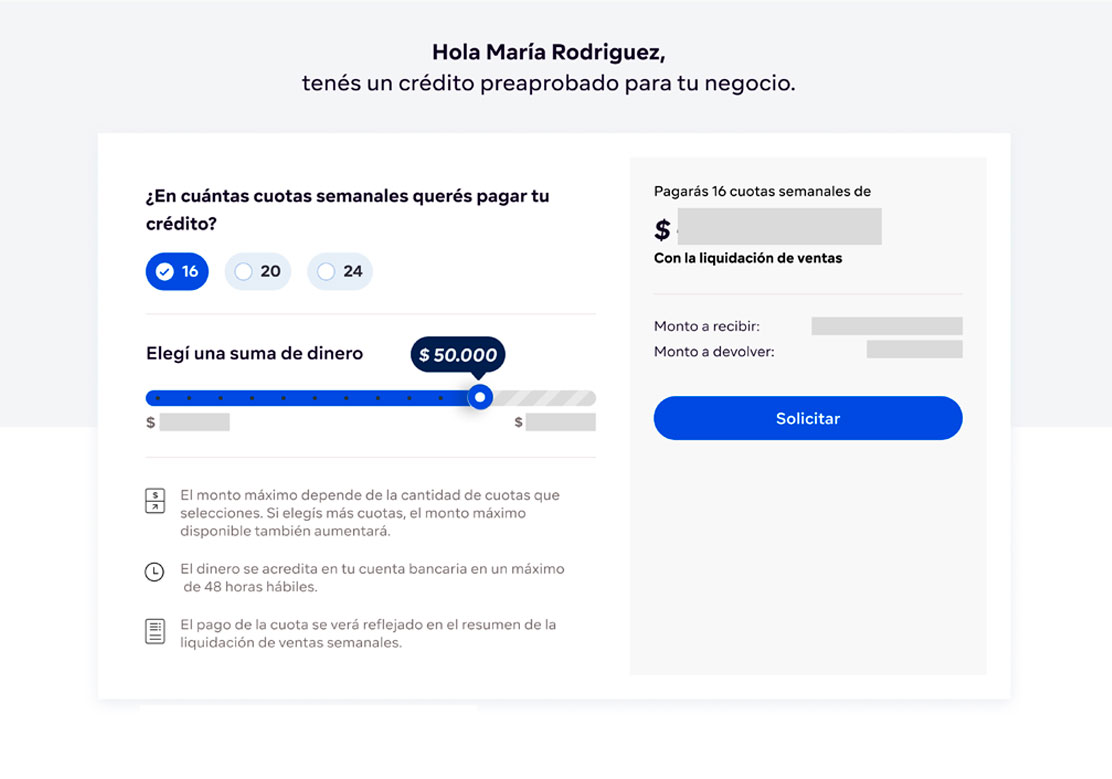 Hola María Rodriguez,
tenés un crédito preaprobado para tu negocio.
¿En cuántas cuotas semanales querés pagar tu
crédito?
16
20
24
Elegí una suma de dinero
$ 50.000
$
$
El monto máximo depende de la cantidad de cuotas que
selecciones. Si elegís más cuotas, el monto máximo
disponible también aumentará.
El dinero se acredita en tu cuenta bancaria en un máximo
de 48 horas hábiles.
El pago de la cuota se verá reflejado en el resumen de la
liquidación de ventas semanales.
Pagarás 16 cuotas semanales de
$
Con la liquidación de ventas
Monto a recibir:
Monto a devolver:
Solicitar